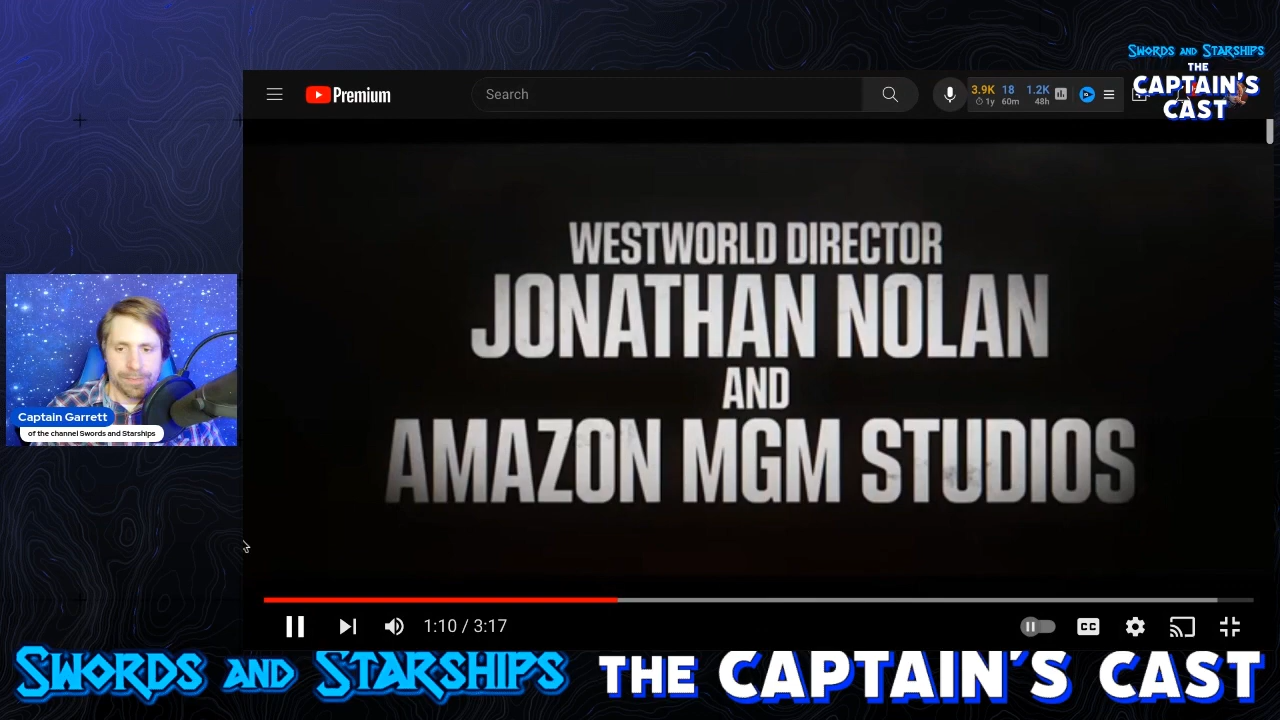 SWORDS AND STARSHIPS
THE
CAPTAIN'S
CAST
Premium
Search
3.9K 18 1.2K
1y 60m 48h
WESTWORLD DIRECTOR
JONATHAN NOLAN
AND
AMAZON MGM STUDIOS
Captain Garrett
of the channel Swords and Starships
1:10 / 3:17
CC
SWORDS AND STARSHIPS THE CAPTAIN'S CAST